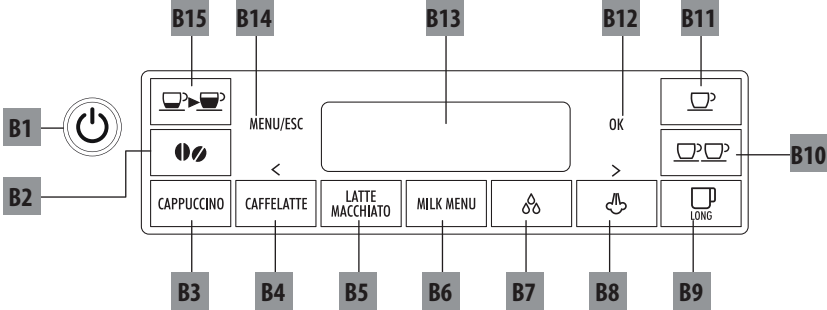 B15
B14
B13
B12
B11
B1
MENU/ESC
OK
B10
<
>
B2
CAPPUCCINO
CAFFELATTE
LATTE
MACCHIATO
MILK MENU
LONG
B3
B4
B5
B6
B7
B8
B9